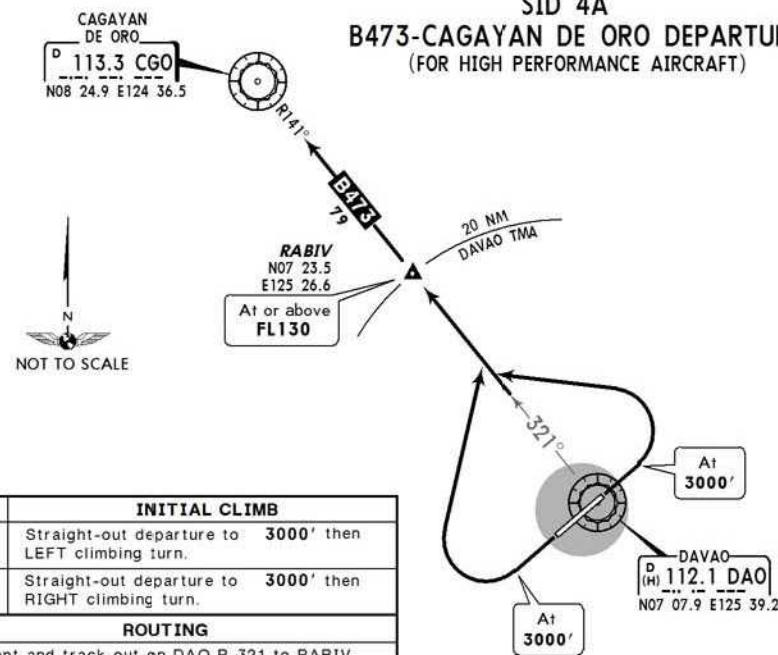 SID 4A
B473-CAGAYAN DE ORO
(FOR HIGH PERFORMANCE AIRCRAFT)
CAGAYAN
DE ORO
D 113.3 CGO
N08 24.9 E124 36.5
R141°
B473
79
20 NM
DAVAO TMA
RABIV
N07 23.5
E125 26.6
At or above
FL130
N
NOT TO SCALE
321°
At
3000'
DAVAO
D
(H) 112.1 DAO
N07 07.9 E125 39.2
At
3000'
INITIAL CLIMB
Straight-out departure to 3000' then
LEFT climbing turn.
Straight-out departure to 3000' then
RIGHT climbing turn.
ROUTING
and track out on DAO R-321 to RABIV